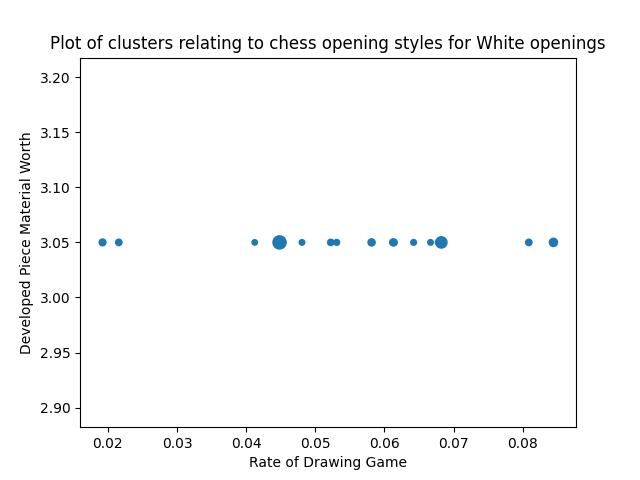 Plot of clusters relating to chess opening styles for White openings
3.20
3.15
3.10
3.05
3.00
2.95
2.90
Developed Piece Material Worth
0.02 0.03 0.04 0.05 0.06 0.07 0.08
Rate of Drawing Game